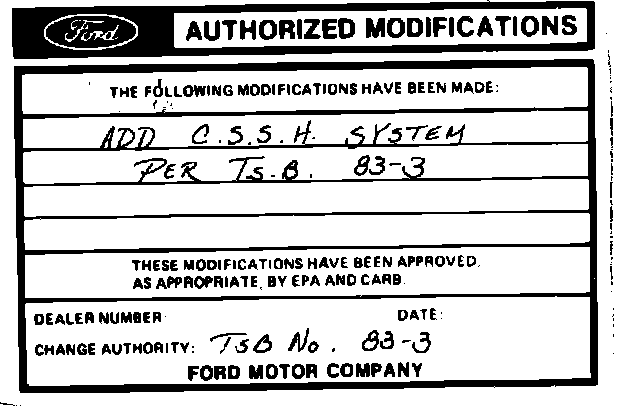 Ford AUTHORIZED MODIFICATIONS
THE FOLLOWING MODIFICATIONS HAVE BEEN MADE:
ADD C.S.S.H. SYSTEM
PER TS.B. 83-3
THESE MODIFICATIONS HAVE BEEN APPROVED,
AS APPROPRIATE, BY EPA AND CARB.
DEALER NUMBER: DATE:
CHANGE AUTHORITY: TSB No. 83-3
FORD MOTOR COMPANY